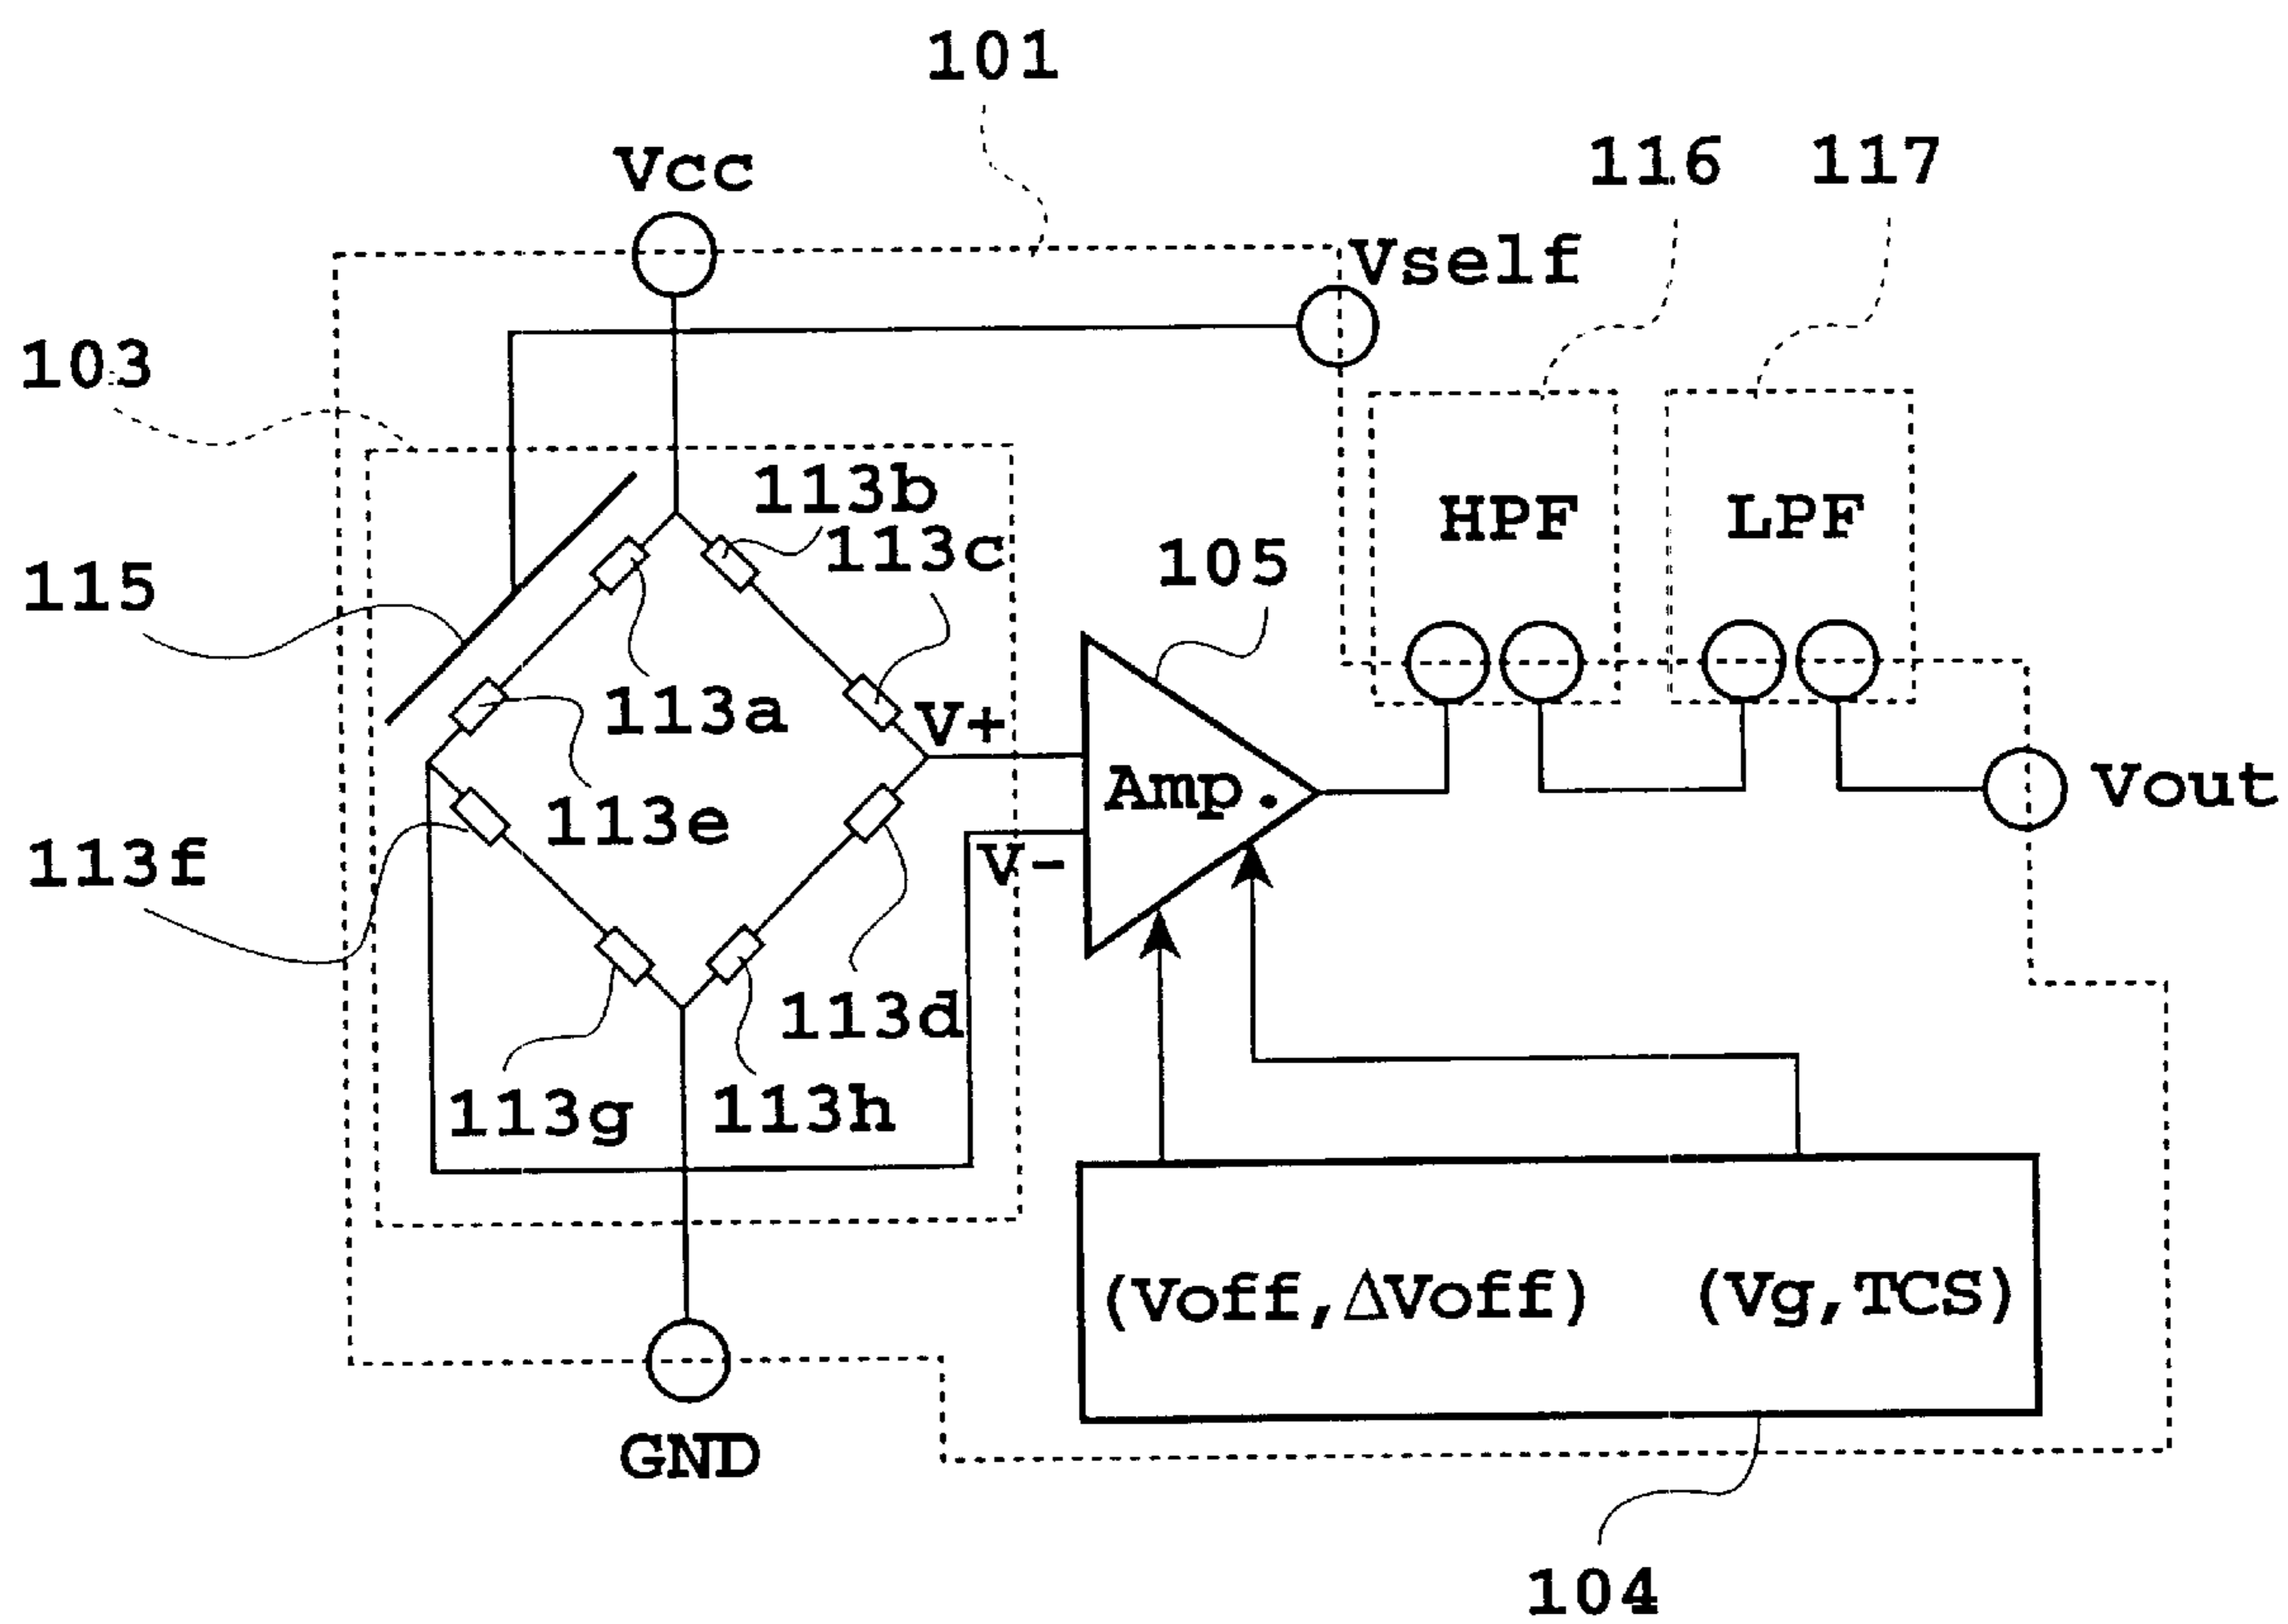 101
Vcc
116
117
Vself
103
113b
HPF
LPF
113c
105
115
113a
V+
Amp.
Vout
113e
113f
V-
113d
113g
113h
(Voff,ΔVoff)
(Vg,TCS)
GND
104